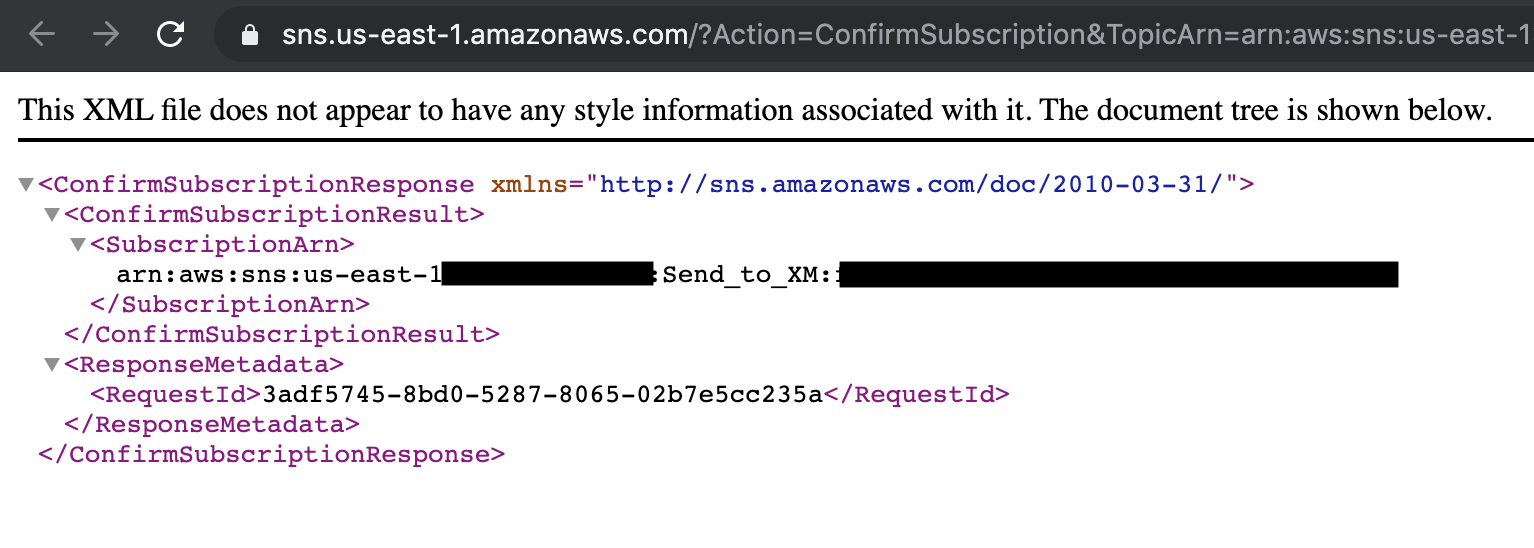 sns.us-east-1.amazonaws.com/?Action=ConfirmSubscription&TopicArn=arn:aws:sns:us-east-1
This XML file does not appear to have any style information associated with it. The document tree is shown below.
<ConfirmSubscriptionResponse xmlns="http://sns.amazonaws.com/doc/2010-03-31/">
<ConfirmSubscriptionResult>
<SubscriptionArn>
arn:aws:sns:us-east-1 :Send_to_XM:
</SubscriptionArn>
</ConfirmSubscriptionResult>
<ResponseMetadata>
<RequestId>3adf5745-8bd0-5287-8065-02b7e5cc235a</RequestId>
</ResponseMetadata>
</ConfirmSubscriptionResponse>